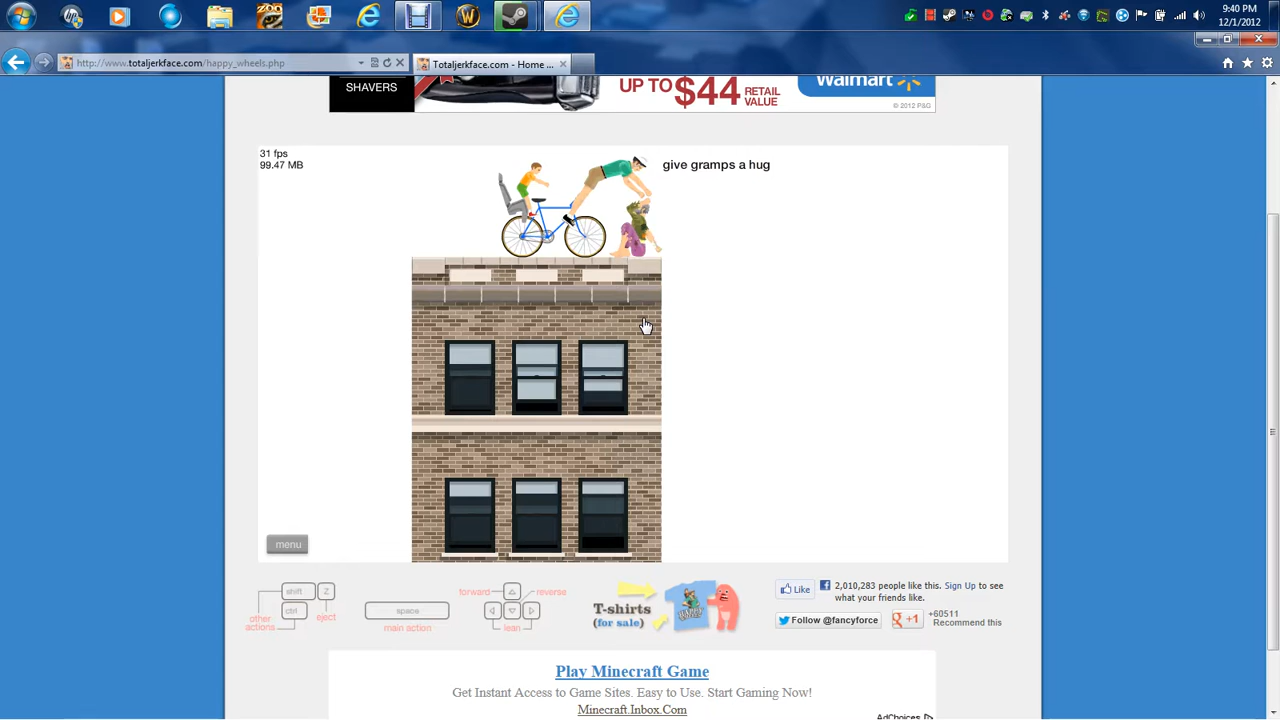 9:40 PM
12/1/2012
http://www.totaljerkface.com/happy_wheels.php
Totaljerkface.com - Home ...
SHAVERS
UP TO $44 RETAIL VALUE
Walmart
© 2012 P&G
31 fps
99.47 MB
give gramps a hug
menu
shift
Z
ctrl
other actions
eject
space
main action
forward
reverse
lean
T-shirts
(for sale)
Like
2,010,283 people like this. Sign Up to see
what your friends like.
Follow @fancyforce
+1
+60511
Recommend this
Play Minecraft Game
Get Instant Access to Game Sites. Easy to Use. Start Gaming Now!
Minecraft.Inbox.Com
AdChoices